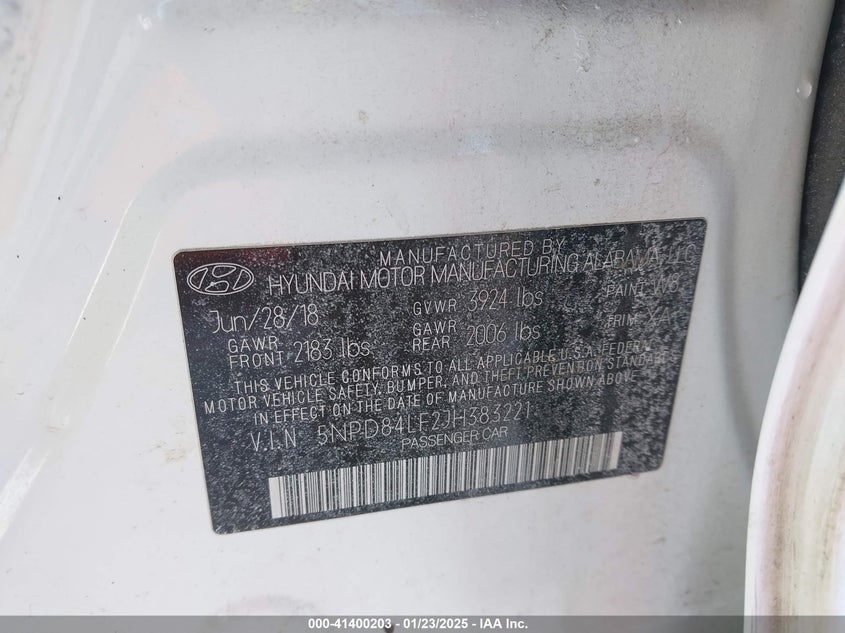 MANUFACTURED BY
HYUNDAI MOTOR MANUFACTURING ALABAMA, LLC
Jun/28/18 GVWR 3924 lbs PAINT W8
GAWR FRONT 2183 lbs GAWR REAR 2006 lbs TRIM XA
THIS VEHICLE CONFORMS TO ALL APPLICABLE U.S.A. FEDERAL
MOTOR VEHICLE SAFETY, BUMPER, AND THEFT PREVENTION STANDARDS
IN EFFECT ON THE DATE OF MANUFACTURE SHOWN ABOVE
V.I.N 5NPD84LF2JH383221
PASSENGER CAR
000-41400203 - 01/23/2025 - IAA Inc.